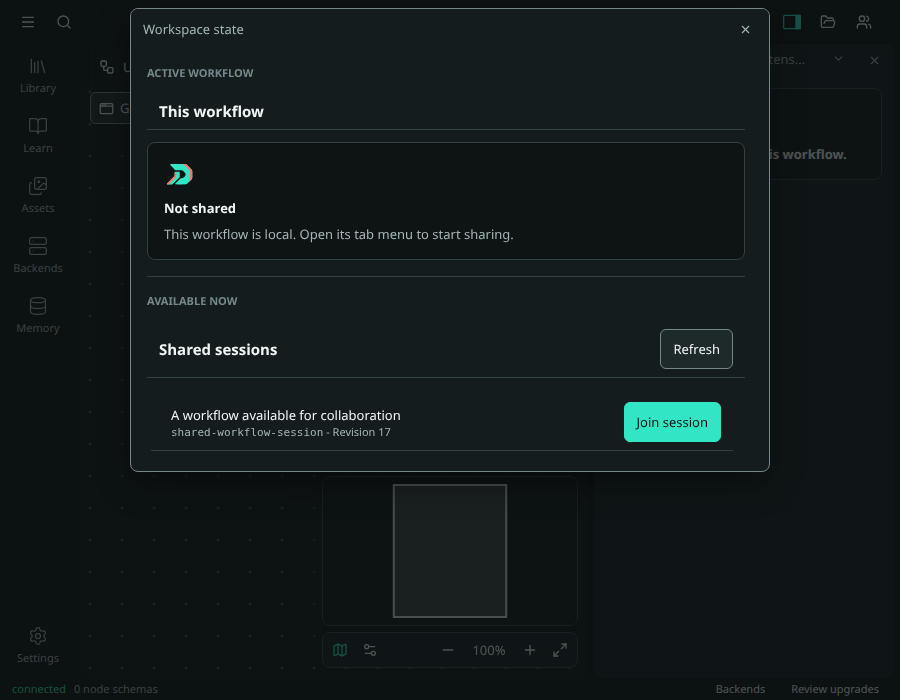 Workspace state
ACTIVE WORKFLOW
This workflow
Not shared
This workflow is local. Open its tab menu to start sharing.
AVAILABLE NOW
Shared sessions
Refresh
A workflow available for collaboration
shared-workflow-session - Revision 17
Join session
Library
Learn
Assets
Backends
Memory
Settings
U
G
tens...
is workflow.
100%
connected
0 node schemas
Backends
Review upgrades